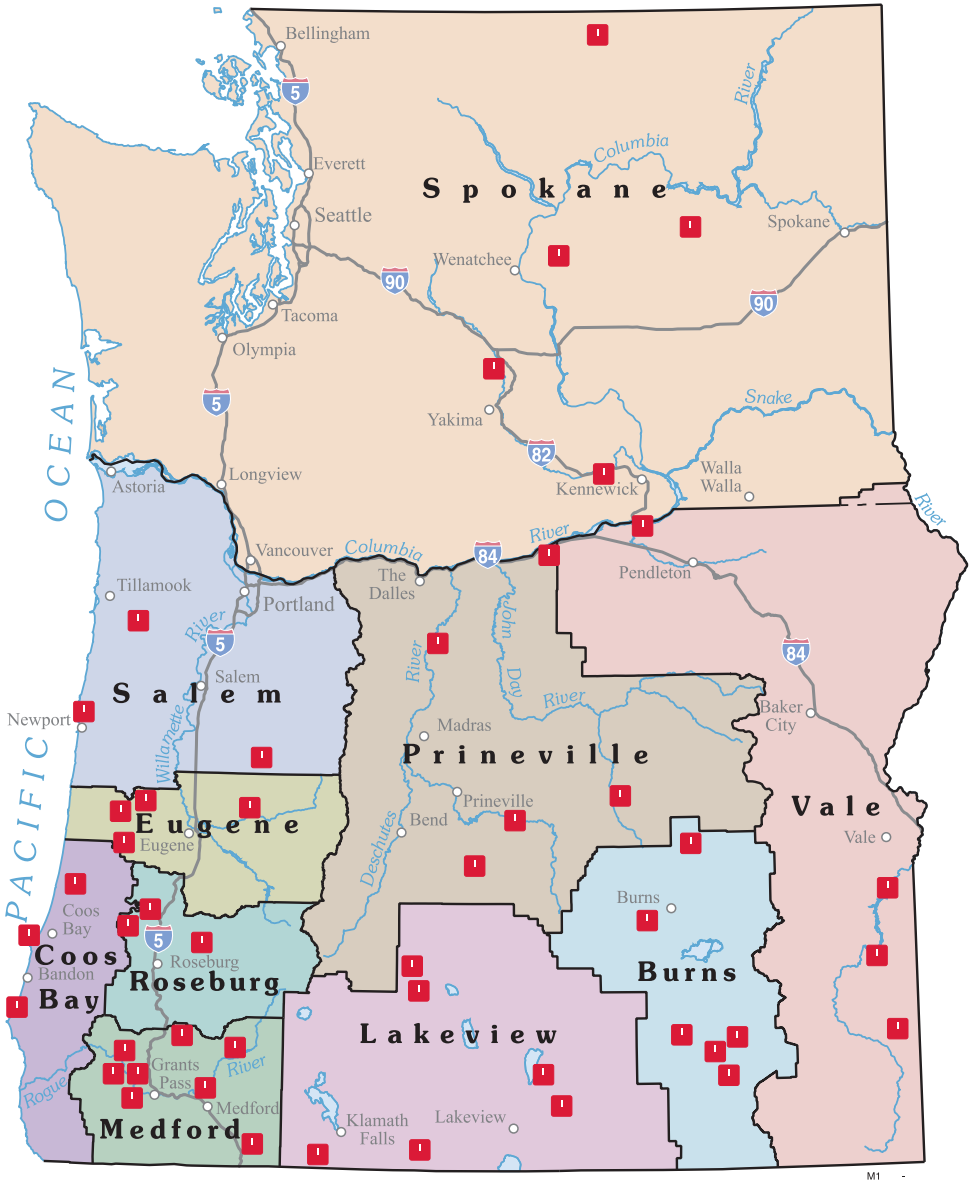 Bellingham
5
River
Everett
Columbia
Spokane
Seattle
Spokane
Wenatchee
90
90
Tacoma
Olympia
OCEAN
5
Snake
Yakima
82
Longview
Kennewick
Walla
Walla
Astoria
River
River
Vancouver
Columbia
84
Pendleton
The
Dalles
Tillamook
Portland
River
5
John
Day
River
River
84
Salem
Salem
Newport
Willamette
Madras
Baker
City
PACIFIC
Prineville
Prineville
Vale
Eugene
Eugene
Bend
Deschutes
Vale
Coos
Bay
Burns
5
Coos
Bay
Roseburg
Roseburg
Bandon
Burns
Lakeview
Grants
Pass
River
Rogue
Medford
Medford
Klamath
Falls
Lakeview
M1 -